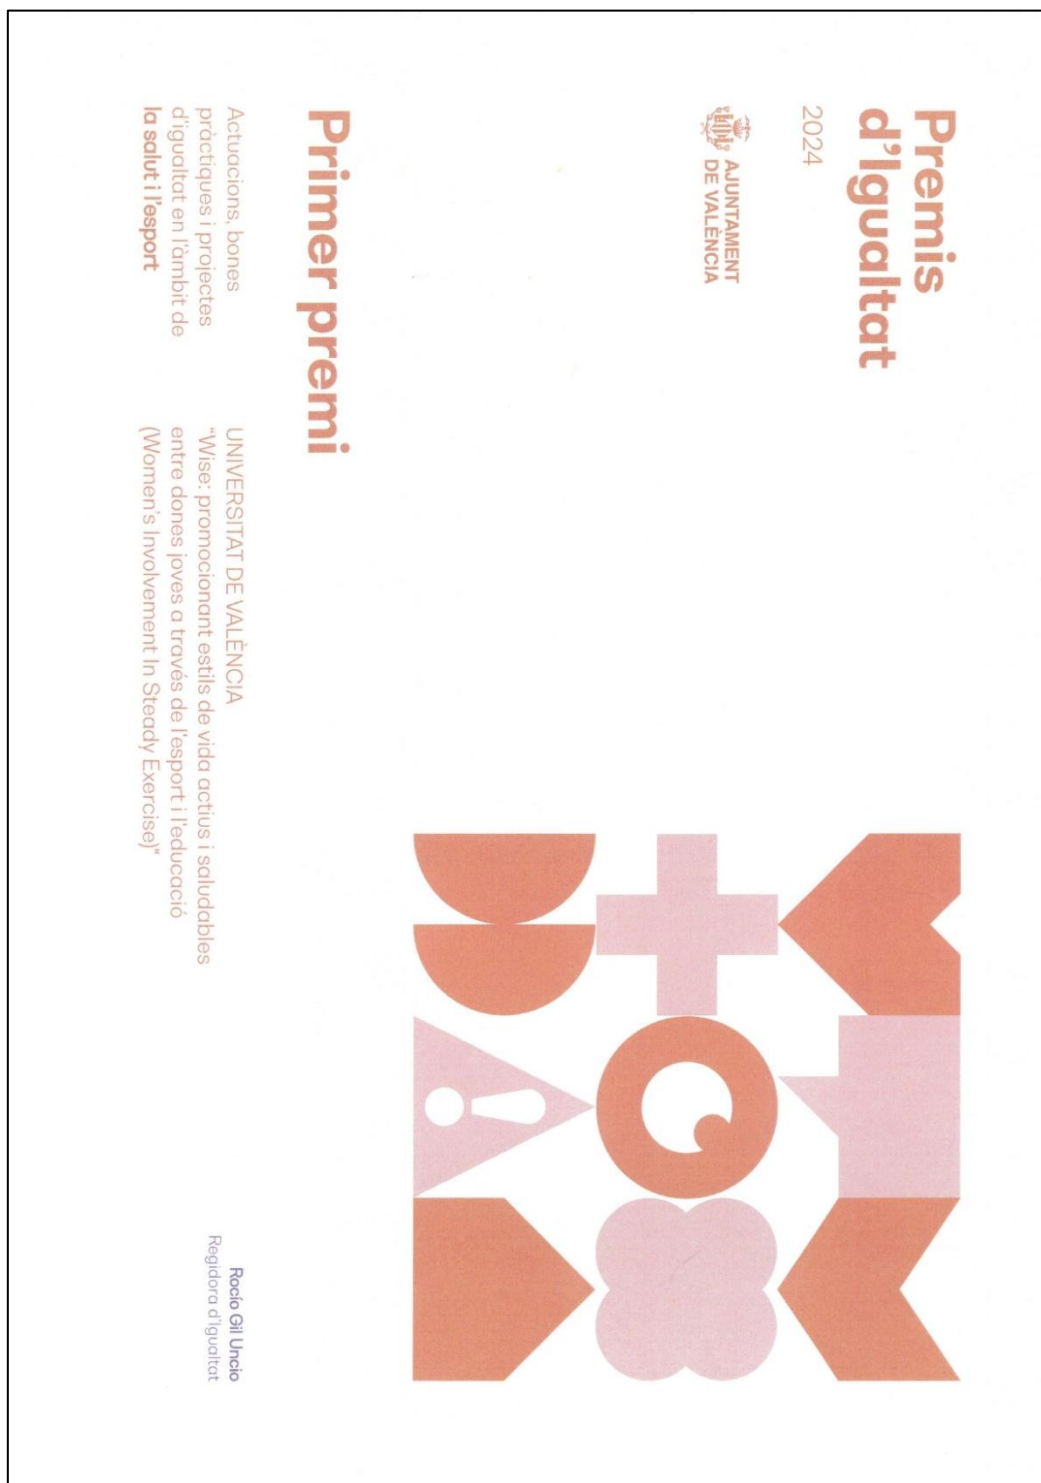 Premis
d'Igualtat
2024
AJUNTAMENT
DE VALÈNCIA
Primer premi
Actuacions, bones
pràctiques i projectes
d'igualtat en l'àmbit de
la salut i l'esport
UNIVERSITAT DE VALÈNCIA
"Wise: promocionant estils de vida actius i saludables
entre dones joves a través de l'esport i l'educació
(Women's Involvement In Steady Exercise)"
Rocío Gil Uncio
Regidora d'Igualtat